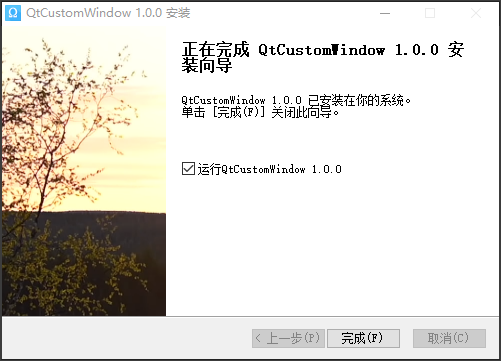 QtCustomWindow 1.0.0 安装
正在完成 QtCustomWindow 1.0.0 安
装向导
QtCustomWindow 1.0.0 已安装在你的系统。
单击 [完成(F)] 关闭此向导。
运行QtCustomWindow 1.0.0
< 上一步(P) 完成(F) 取消(C)